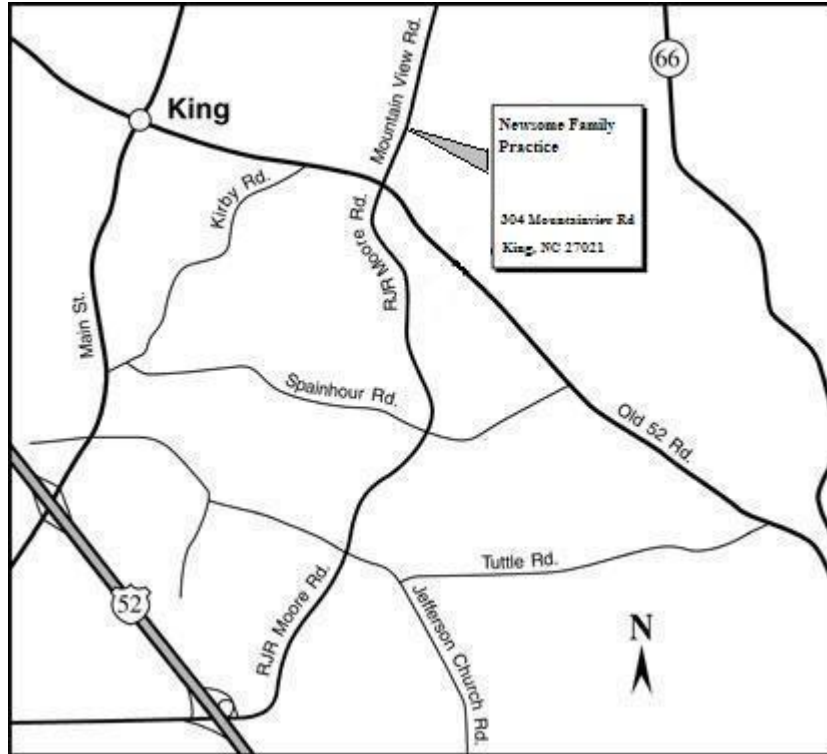 Mountain View Rd.
66
King
Newsome Family
Practice
304 Mountainview Rd
King, NC 27021
Kirby Rd.
RJR Moore Rd.
Main St.
Spainhour Rd.
Old 52 Rd.
Tuttle Rd.
52
RJR Moore Rd.
Jefferson Church Rd.
N